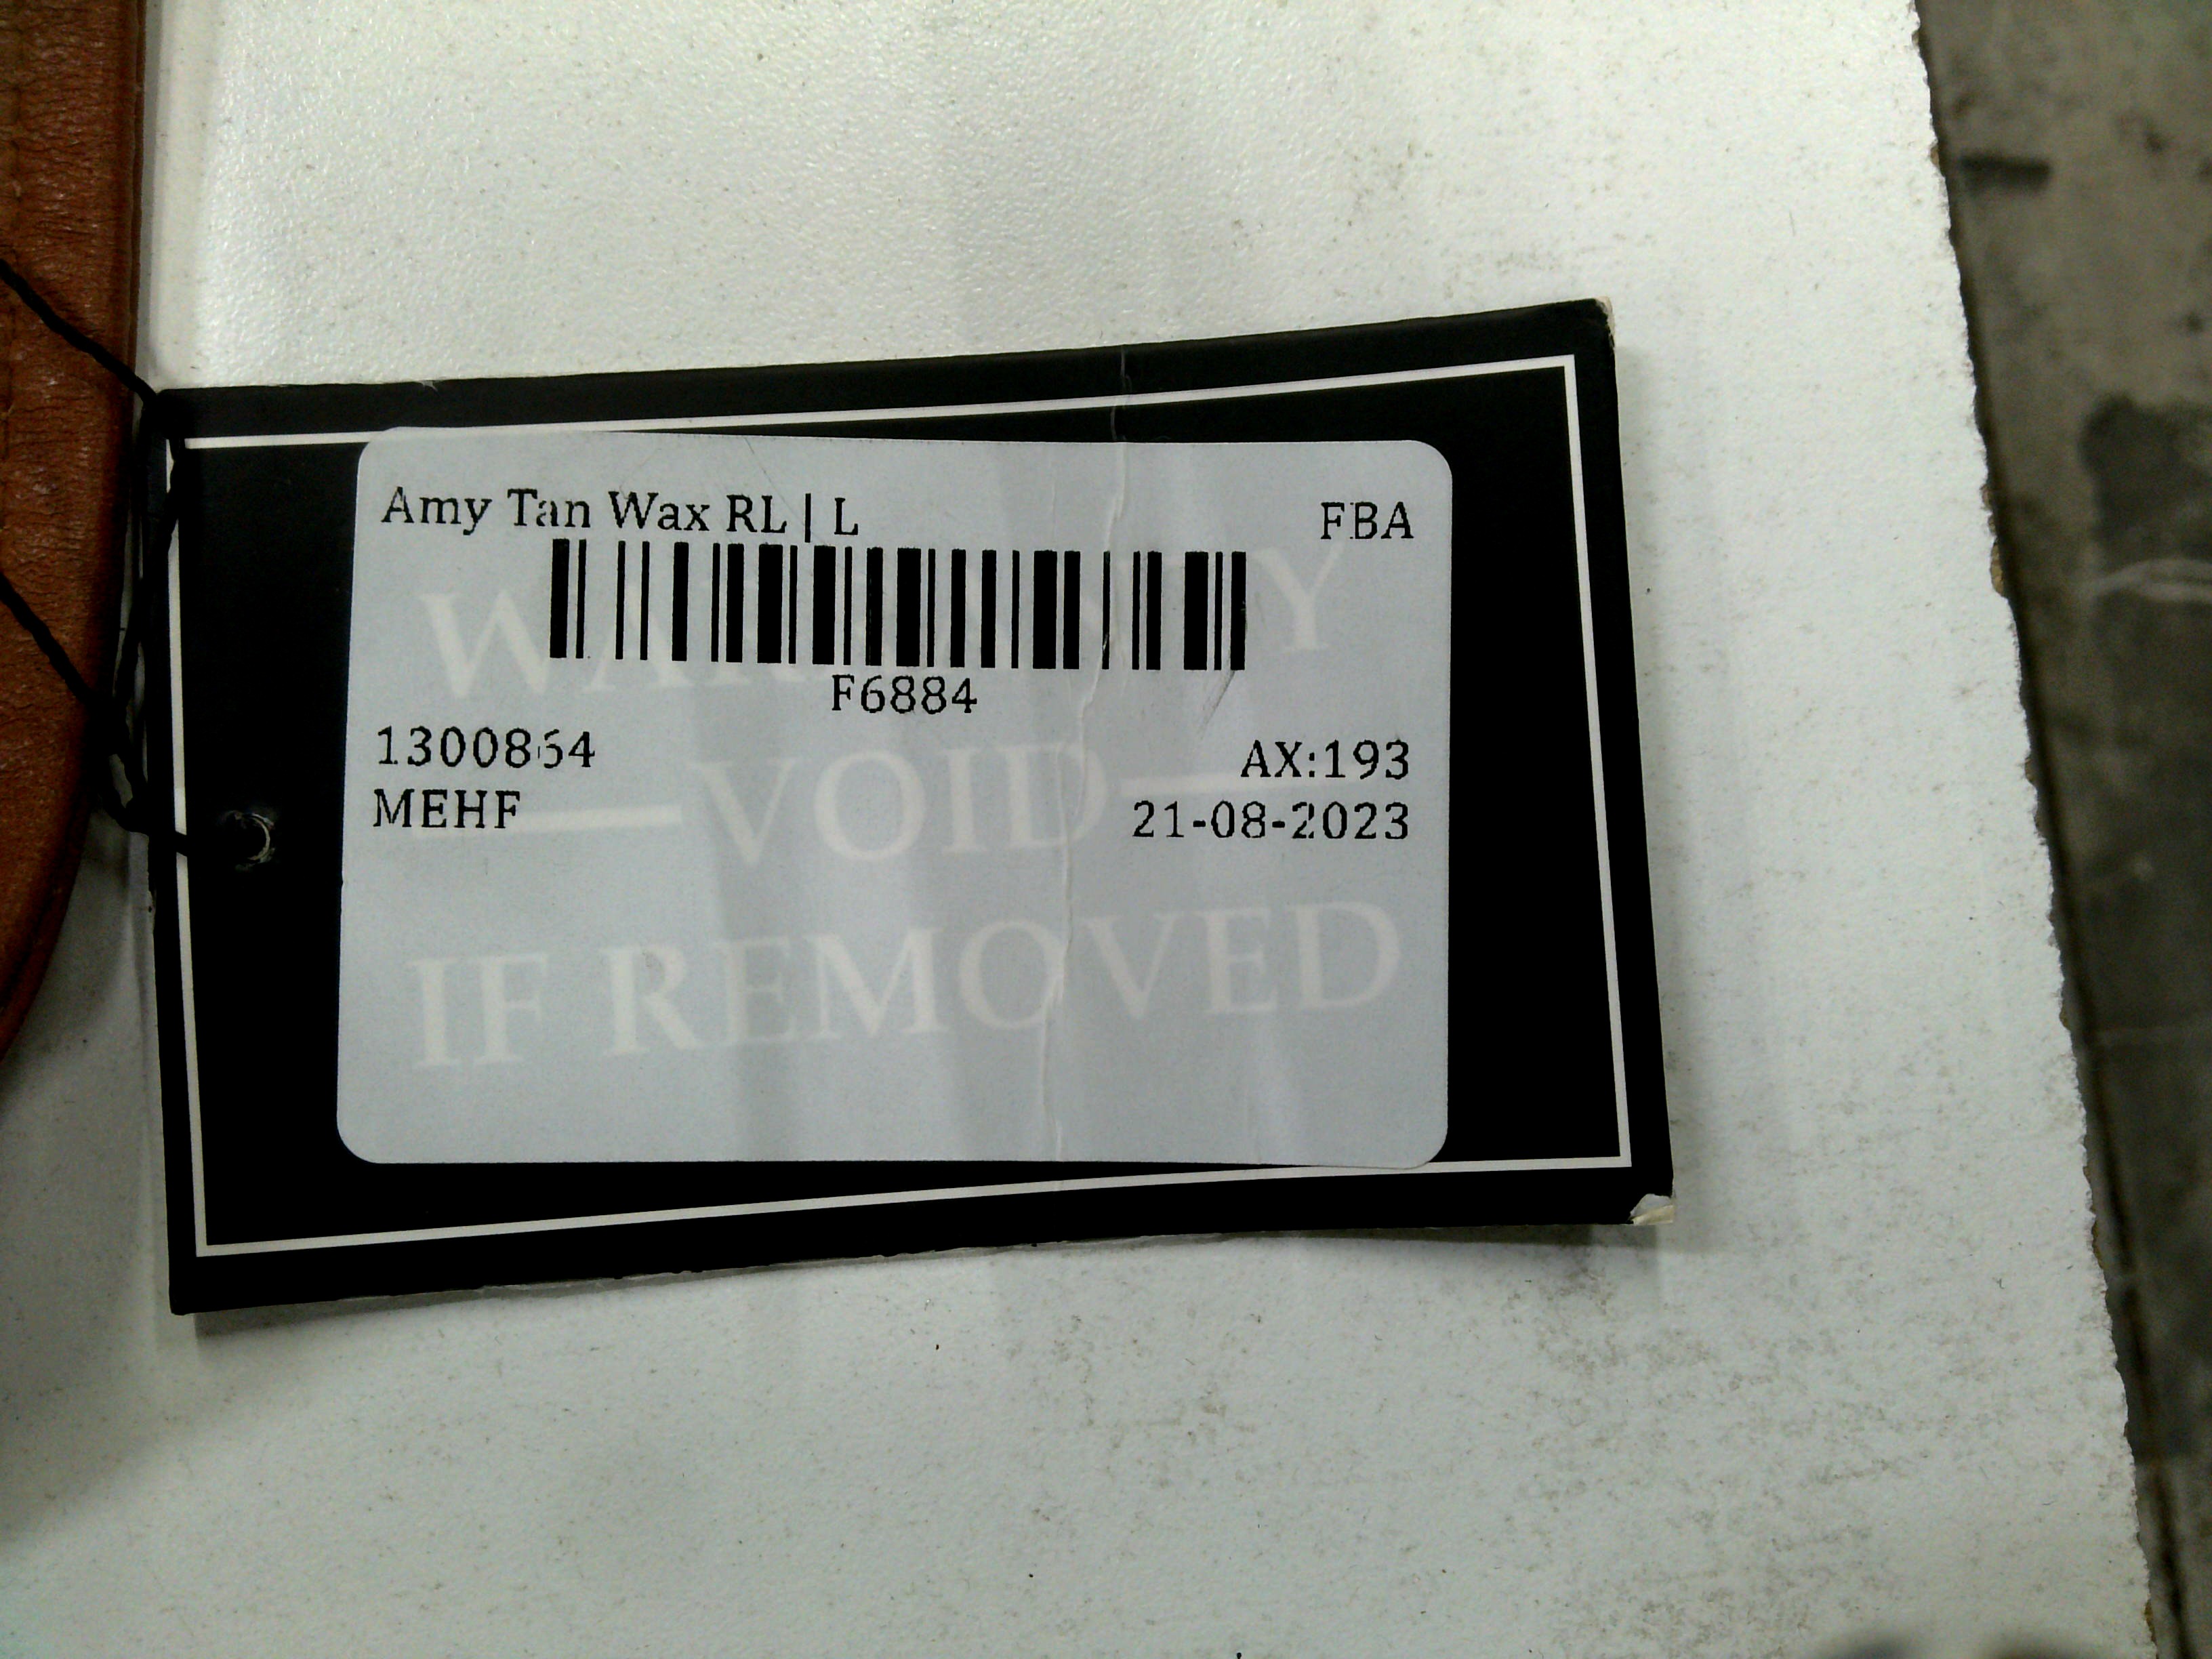 Amy Tan Wax RL | L FBA
F6884
1300864 AX:193
MEHF 21-08-2023
WARRANTY
VOID
IF REMOVED